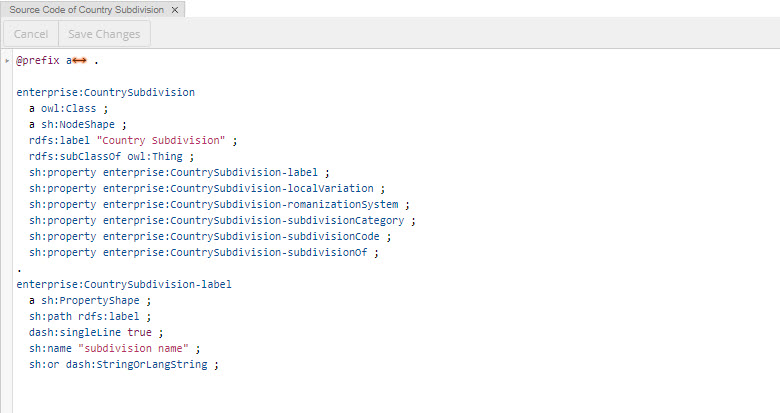 Source Code of Country Subdivision ×
Cancel Save Changes
@prefix a↔ .
enterprise:CountrySubdivision
a owl:Class ;
a sh:NodeShape ;
rdfs:label "Country Subdivision" ;
rdfs:subClassOf owl:Thing ;
sh:property enterprise:CountrySubdivision-label ;
sh:property enterprise:CountrySubdivision-localVariation ;
sh:property enterprise:CountrySubdivision-romanizationSystem ;
sh:property enterprise:CountrySubdivision-subdivisionCategory ;
sh:property enterprise:CountrySubdivision-subdivisionCode ;
sh:property enterprise:CountrySubdivision-subdivisionOf ;
.
enterprise:CountrySubdivision-label
a sh:PropertyShape ;
sh:path rdfs:label ;
dash:singleLine true ;
sh:name "subdivision name" ;
sh:or dash:StringOrLangString ;